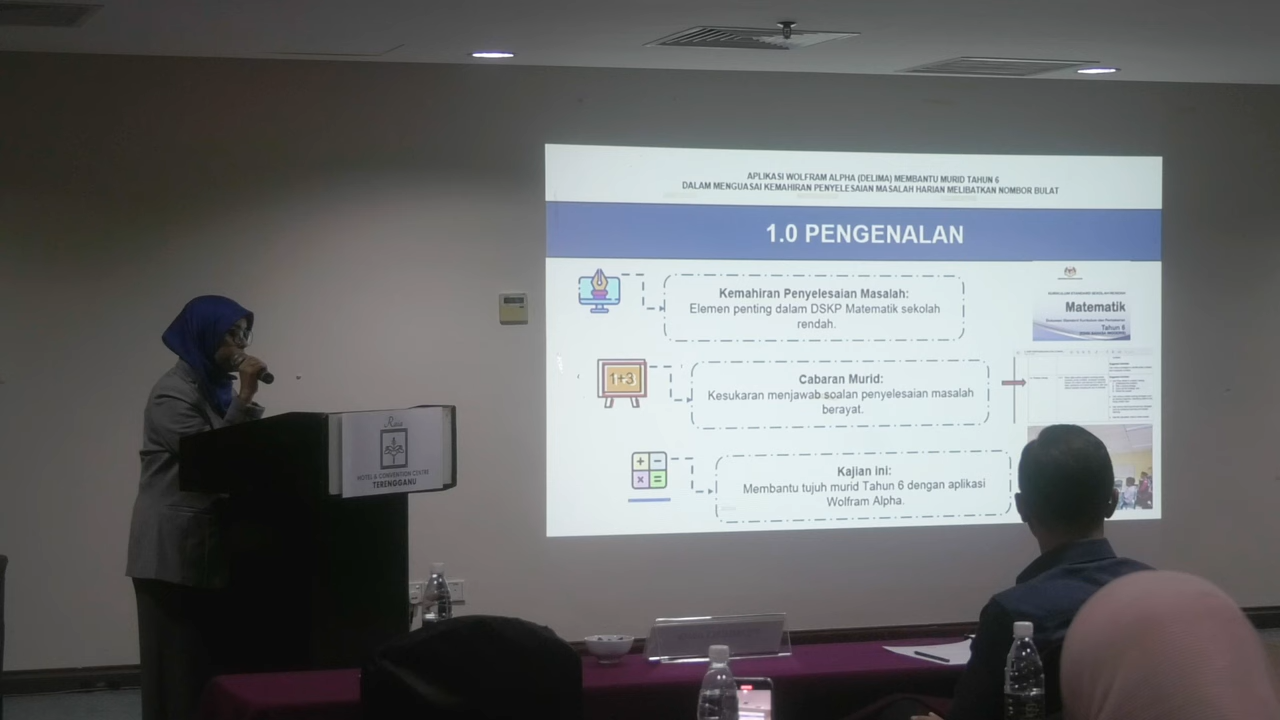 APLIKASI WOLFRAM ALPHA (DELIMA) MEMBANTU MURID TAHUN 6
DALAM MENGUASAI KEMAHIRAN PENYELESAIAN MASALAH HARIAN MELIBATKAN NOMBOR BULAT
1.0 PENGENALAN
Kemahiran Penyelesaian Masalah:
Elemen penting dalam DSKP Matematik sekolah
rendah.
Matematik
Tahun 6
1+3
Cabaran Murid:
Kesukaran menjawab soalan penyelesaian masalah
berayat.
Kajian ini:
Membantu tujuh murid Tahun 6 dengan aplikasi
Wolfram Alpha.
HOTEL & CONVENTION CENTRE
TERENGGANU